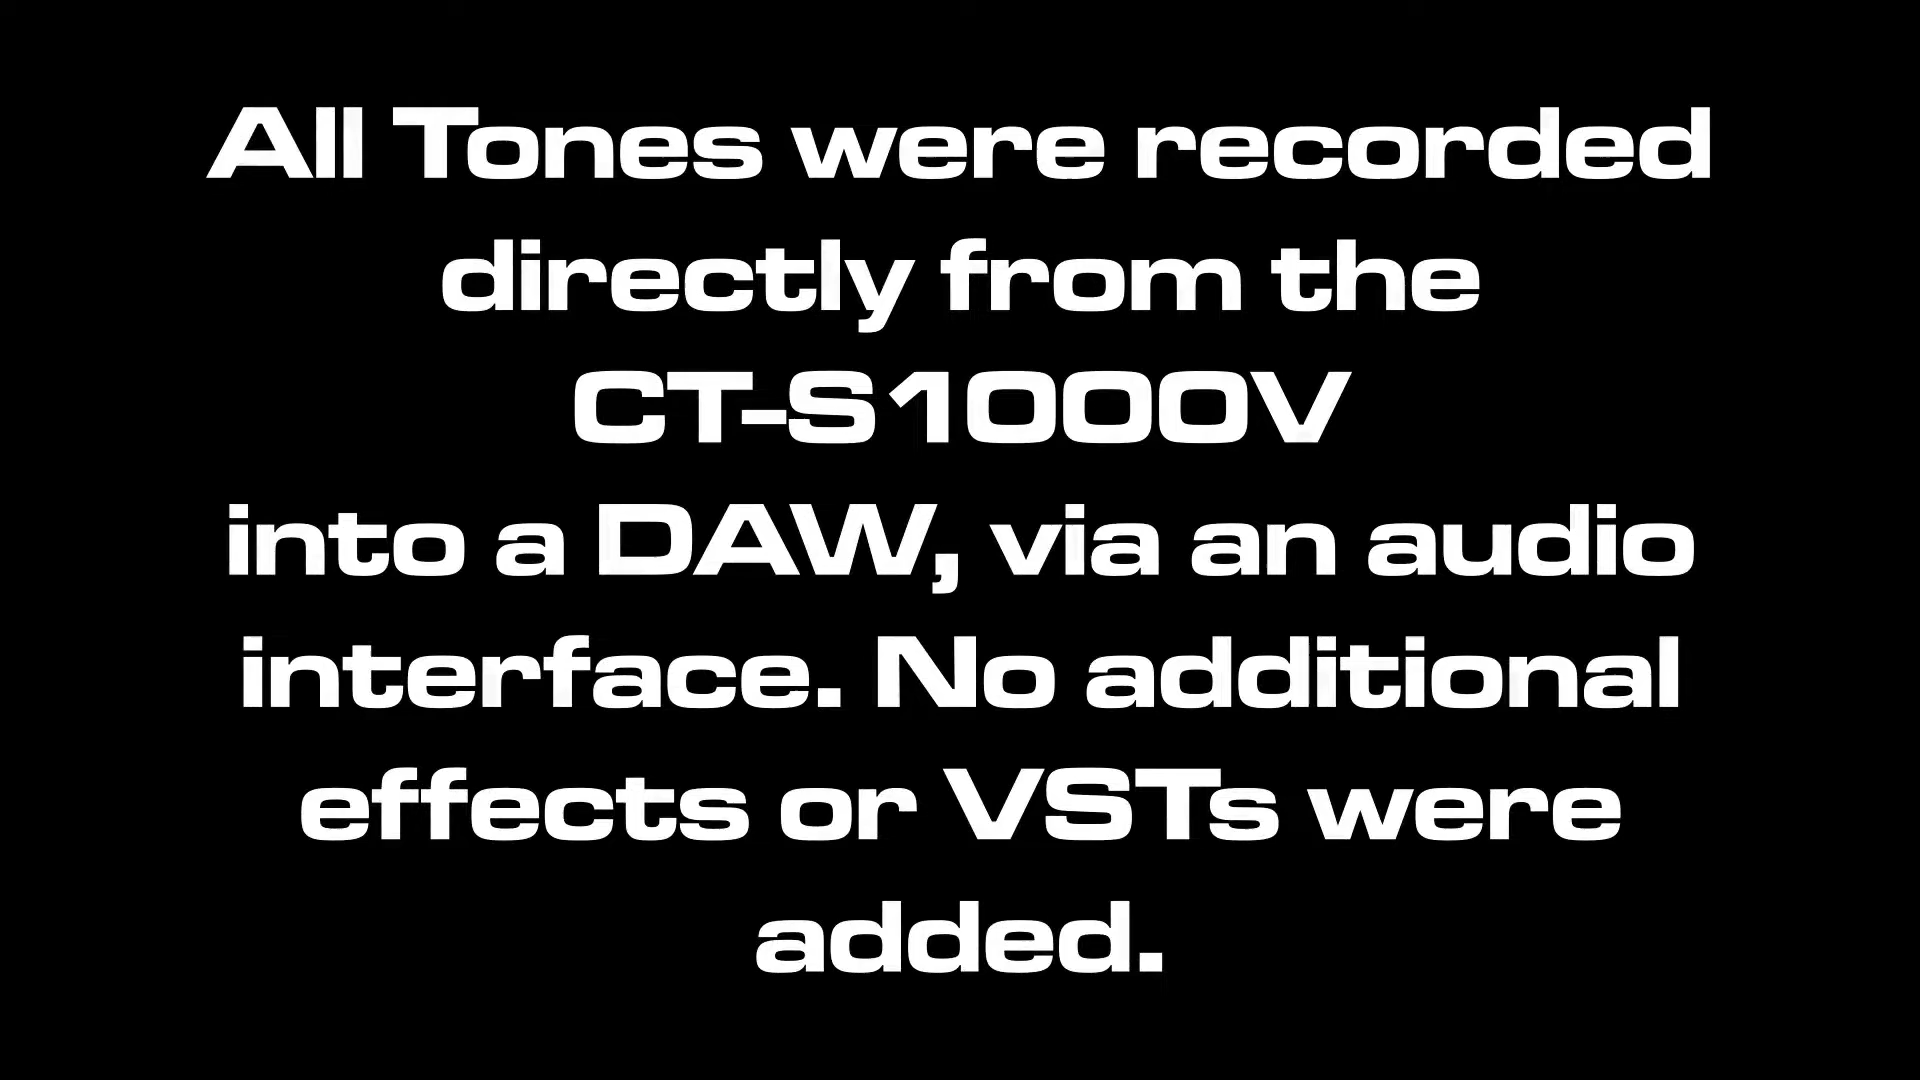 All Tones were recorded
directly from the
CT-S1000V
into a DAW, via an audio
interface. No additional
effects or VSTs were
added.